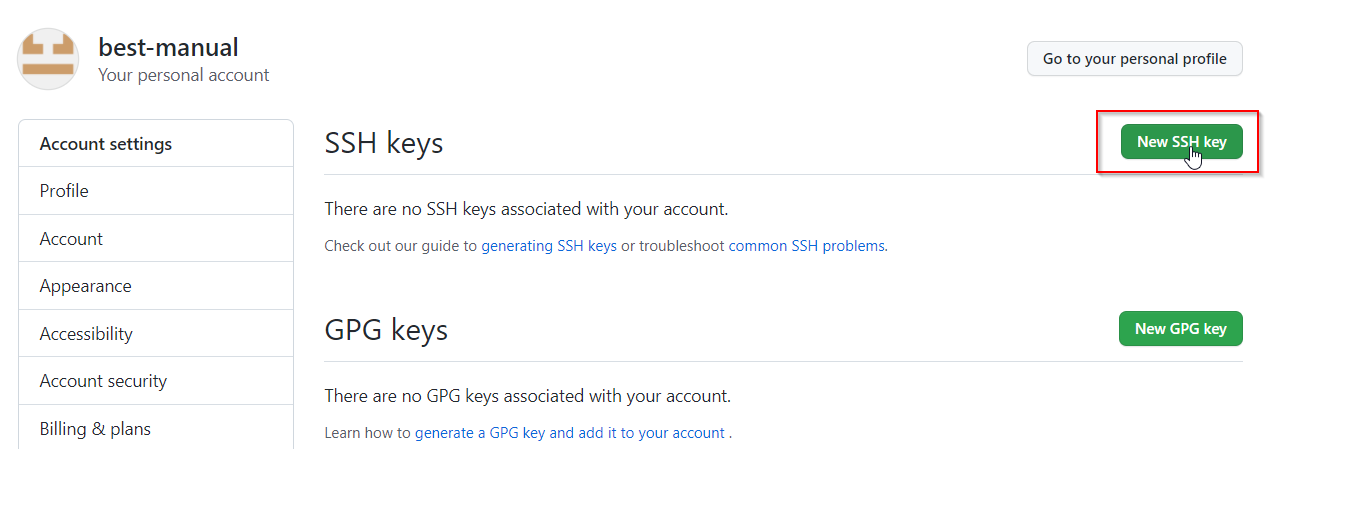 best-manual
Your personal account
Go to your personal profile
Account settings
Profile
Account
Appearance
Accessibility
Account security
Billing & plans
SSH keys
New SSH key
There are no SSH keys associated with your account.
Check out our guide to generating SSH keys or troubleshoot common SSH problems.
GPG keys
New GPG key
There are no GPG keys associated with your account.
Learn how to generate a GPG key and add it to your account .